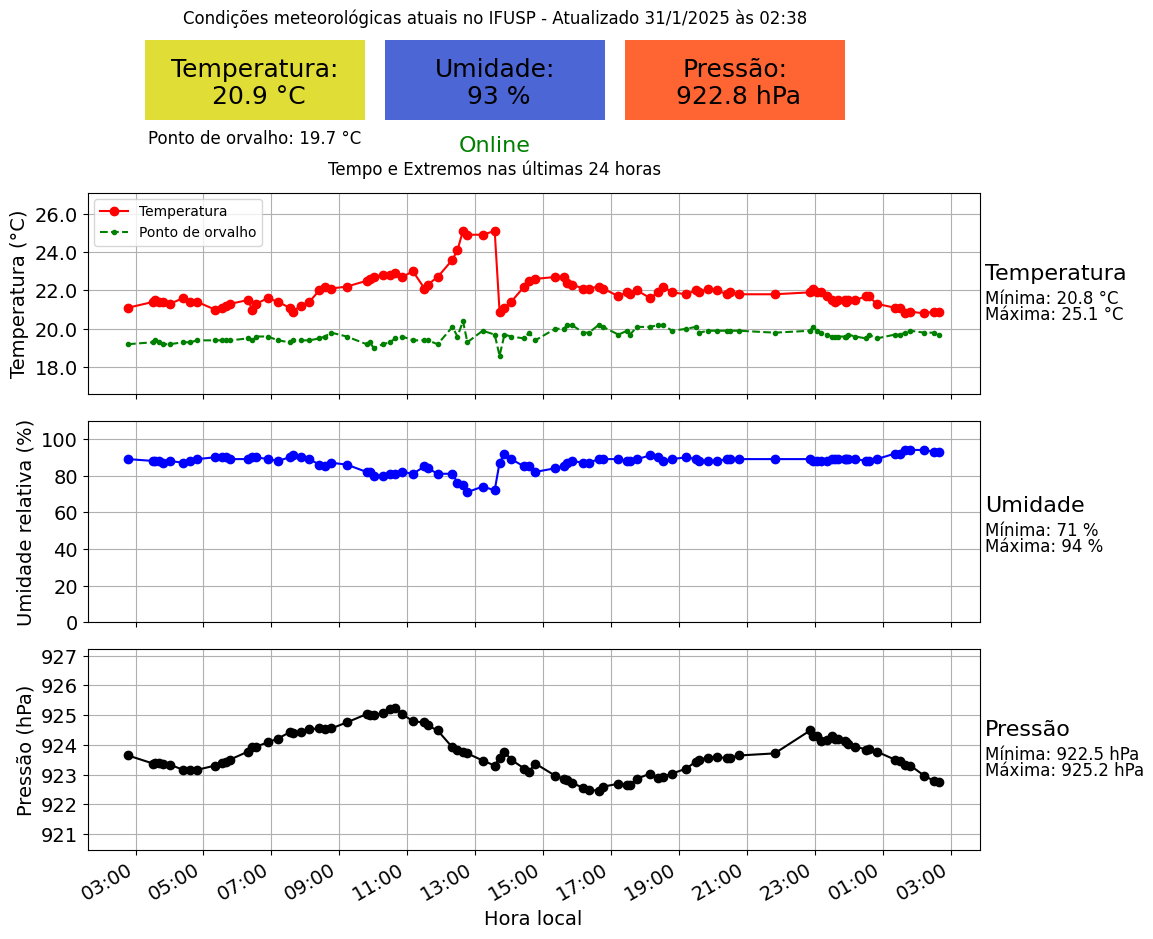 Condições meteorológicas atuais no IFUSP - Atualizado 31/1/2025 às 02:38
Temperatura:
20.9 °C
Umidade:
93 %
Pressão:
922.8 hPa
Ponto de orvalho: 19.7 °C
Online
Tempo e Extremos nas últimas 24 horas
Temperatura (°C)
26.0
24.0
22.0
20.0
18.0
Temperatura
Ponto de orvalho
Temperatura
Mínima: 20.8 °C
Máxima: 25.1 °C
Umidade relativa (%)
100
80
60
40
20
0
Umidade
Mínima: 71 %
Máxima: 94 %
Pressão (hPa)
927
926
925
924
923
922
921
Pressão
Mínima: 922.5 hPa
Máxima: 925.2 hPa
03:00 05:00 07:00 09:00 11:00 13:00 15:00 17:00 19:00 21:00 23:00 01:00 03:00
Hora local